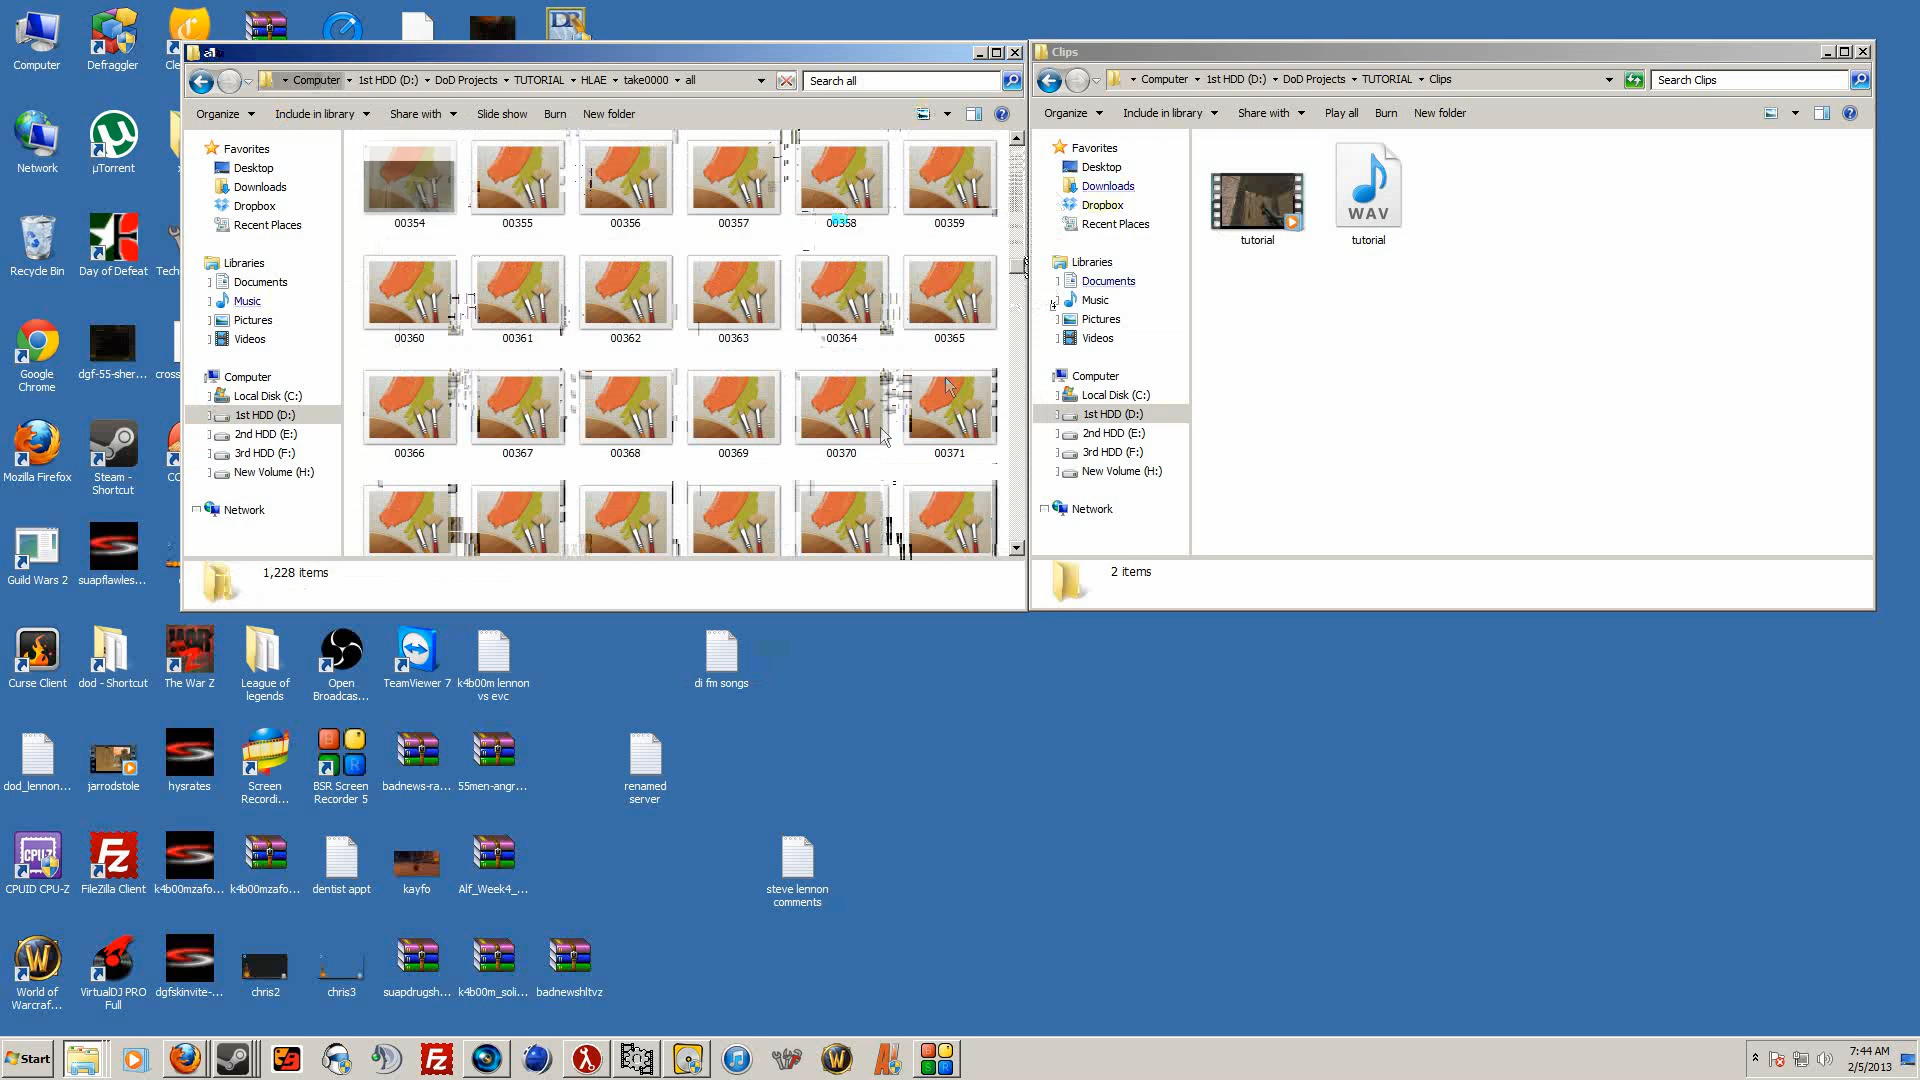 Computer
Defraggler
Network
µTorrent
Recycle Bin
Day of Defeat
Google Chrome
dgf-55-sher...
Mozilla Firefox
Steam - Shortcut
Guild Wars 2
suapflawles...
Computer
1st HDD (D:)
DoD Projects
TUTORIAL
HLAE
take0000
all
Search all
Organize
Include in library
Share with
Slide show
Burn
New folder
Favorites
Desktop
Downloads
Dropbox
Recent Places
Libraries
Documents
Music
Pictures
Videos
Computer
Local Disk (C:)
1st HDD (D:)
2nd HDD (E:)
3rd HDD (F:)
New Volume (H:)
Network
00354 00355 00356 00357 00358 00359
00360 00361 00362 00363 00364 00365
00366 00367 00368 00369 00370 00371
1,228 items
Clips
Computer
1st HDD (D:)
DoD Projects
TUTORIAL
Clips
Search Clips
Organize
Include in library
Share with
Play all
Burn
New folder
Favorites
Desktop
Downloads
Dropbox
Recent Places
Libraries
Documents
Music
Pictures
Videos
Computer
Local Disk (C:)
1st HDD (D:)
2nd HDD (E:)
3rd HDD (F:)
New Volume (H:)
Network
WAV
tutorial
tutorial
2 items
Curse Client
dod - Shortcut
The War Z
League of legends
Open Broadcas...
TeamViewer 7
k4b00m lennon vs evc
di fm songs
dod_lennon...
jarrodstole
hysrates
Screen Recordi...
BSR Screen Recorder 5
badnews-ra...
55men-angr...
renamed server
CPUID CPU-Z
FileZilla Client
k4b00mzafo...
k4b00mzafo...
dentist appt
kayfo
Alf_Week4_...
steve lennon comments
World of Warcraf...
VirtualDJ PRO Full
dgfskinvite-...
chris2
chris3
suapdrugsh...
k4b00m_soli...
badnewshltvz
Start
7:44 AM
2/5/2013